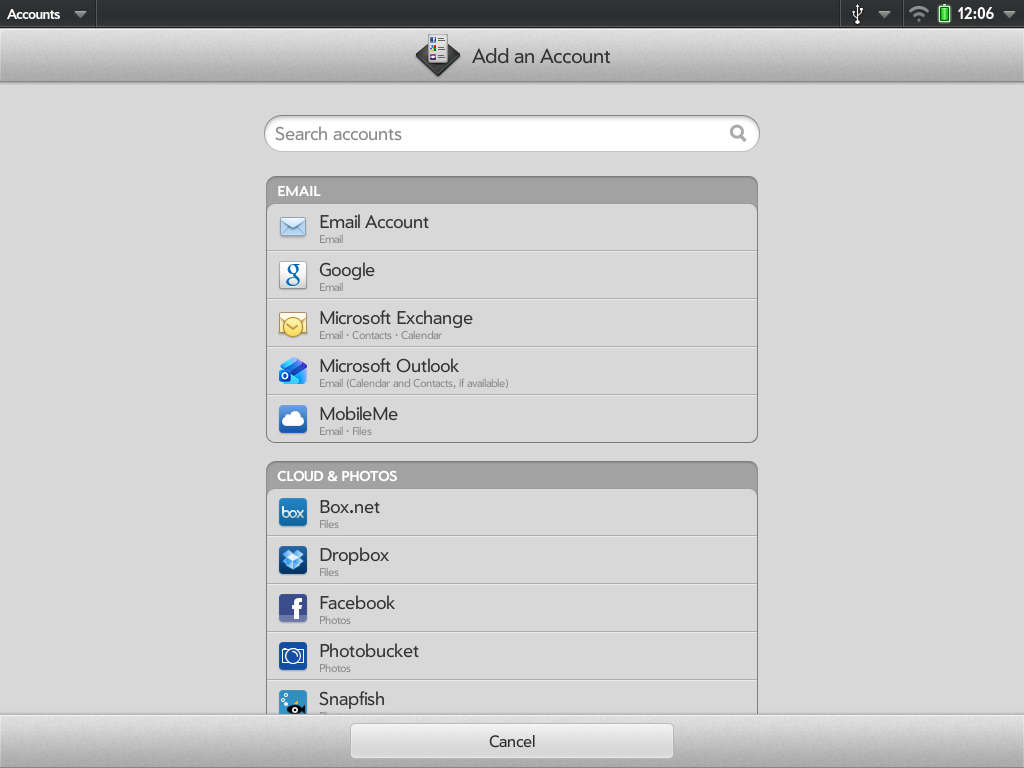 Accounts
12:06
Add an Account
Search accounts
EMAIL
Email Account
Email
Google
Email
Microsoft Exchange
Email · Contacts · Calendar
Microsoft Outlook
Email (Calendar and Contacts, if available)
MobileMe
Email · Files
CLOUD & PHOTOS
box
Box.net
Files
Dropbox
Files
Facebook
Photos
Photobucket
Photos
Snapfish
Cancel